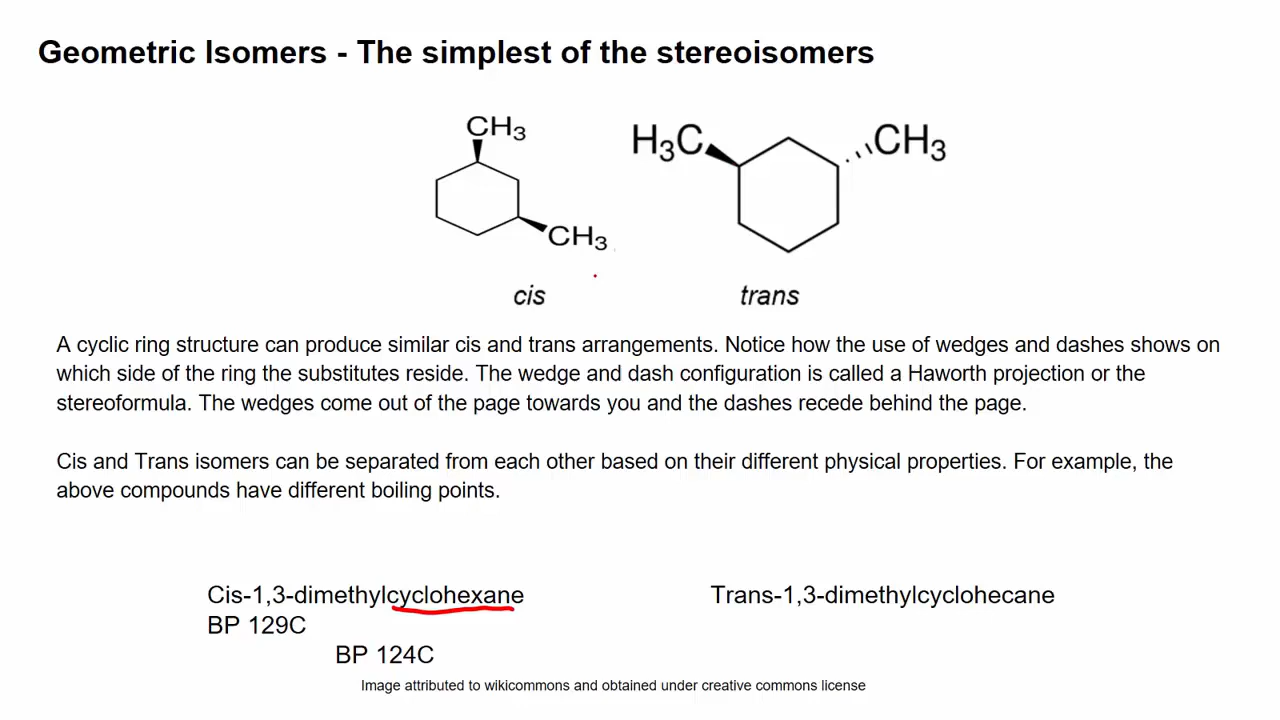 Geometric Isomers - The simplest of the stereoisomers
CH3
CH3
H3C
CH3
cis
trans
A cyclic ring structure can produce similar cis and trans arrangements. Notice how the use of wedges and dashes shows on
which side of the ring the substitutes reside. The wedge and dash configuration is called a Haworth projection or the
stereoformula. The wedges come out of the page towards you and the dashes recede behind the page.
Cis and Trans isomers can be separated from each other based on their different physical properties. For example, the
above compounds have different boiling points.
Cis-1,3-dimethylcyclohexane
Trans-1,3-dimethylcyclohecane
BP 129C
BP 124C
Image attributed to wikicommons and obtained under creative commons license